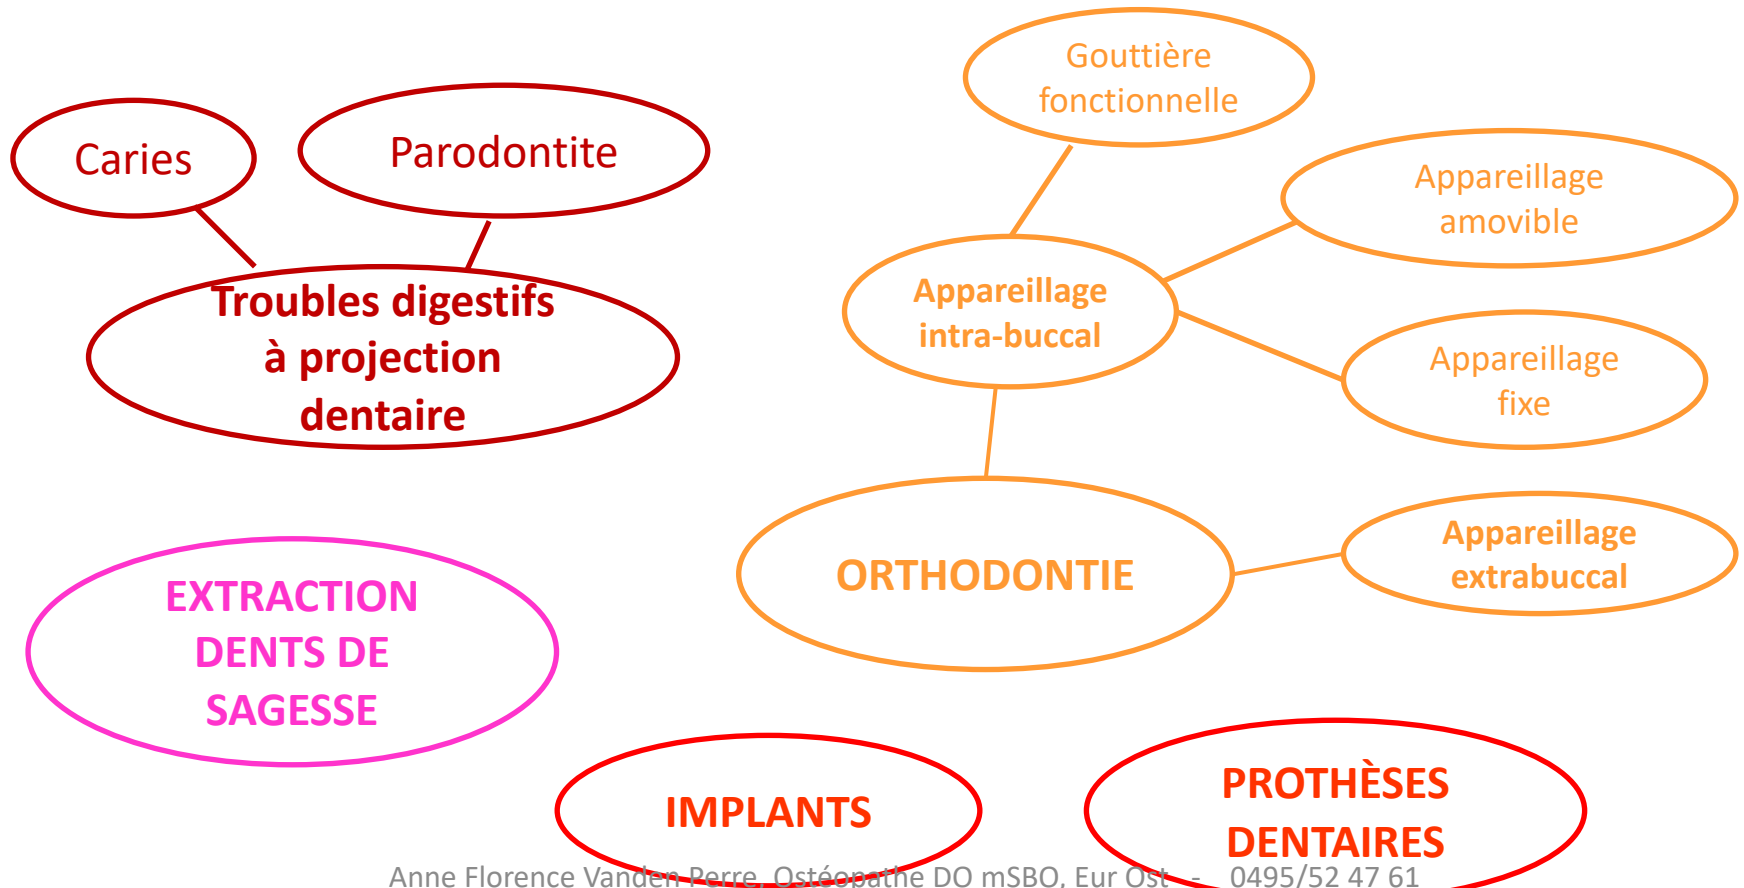 Gouttière
fonctionnelle
Caries
Parodontite
Appareillage
amovible
Troubles digestifs
à projection
dentaire
Appareillage
intra-buccal
Appareillage
fixe
ORTHODONTIE
Appareillage
extrabuccal
EXTRACTION
DENTS DE
SAGESSE
IMPLANTS
PROTHÈSES
DENTAIRES
Anne Florence Vanden Perre, Ostéopathe DO mSBO, Eur Ost - 0495/52 47 61